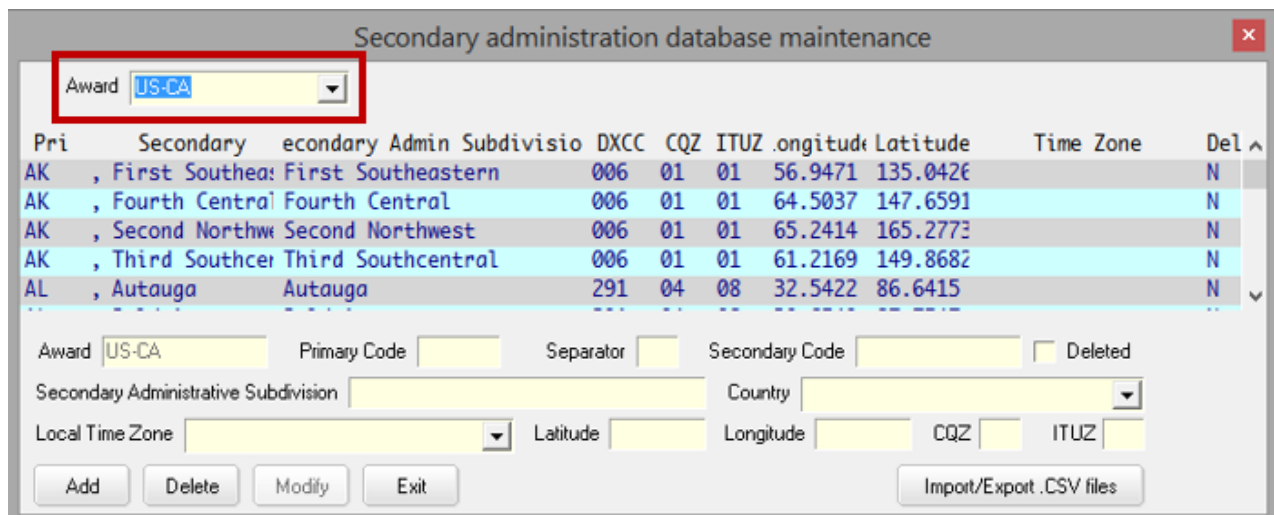 Secondary administration database maintenance
Award US-CA
Pri Secondary econdary Admin Subdivisio DXCC CQZ ITUZ .ongitude Latitude Time Zone Del
AK , First Southeas First Southeastern 006 01 01 56.9471 135.0426 N
AK , Fourth Central Fourth Central 006 01 01 64.5037 147.6591 N
AK , Second Northwe Second Northwest 006 01 01 65.2414 165.2773 N
AK , Third Southcer Third Southcentral 006 01 01 61.2169 149.8682 N
AL , Autauga Autauga 291 04 08 32.5422 86.6415 N
Award US-CA Primary Code Separator Secondary Code Deleted
Secondary Administrative Subdivision Country
Local Time Zone Latitude Longitude CQZ ITUZ
Add Delete Modify Exit Import/Export .CSV files